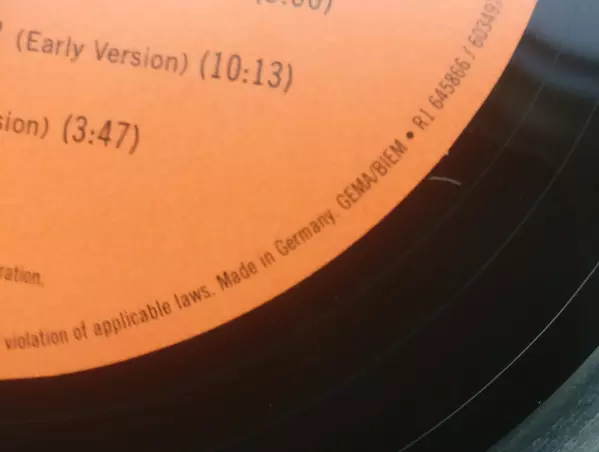 (Early Version) (10:13)
sion) (3:47)
ration.
violation of applicable laws. Made in Germany. GEMA/BIEM • R1 645866 / 60349